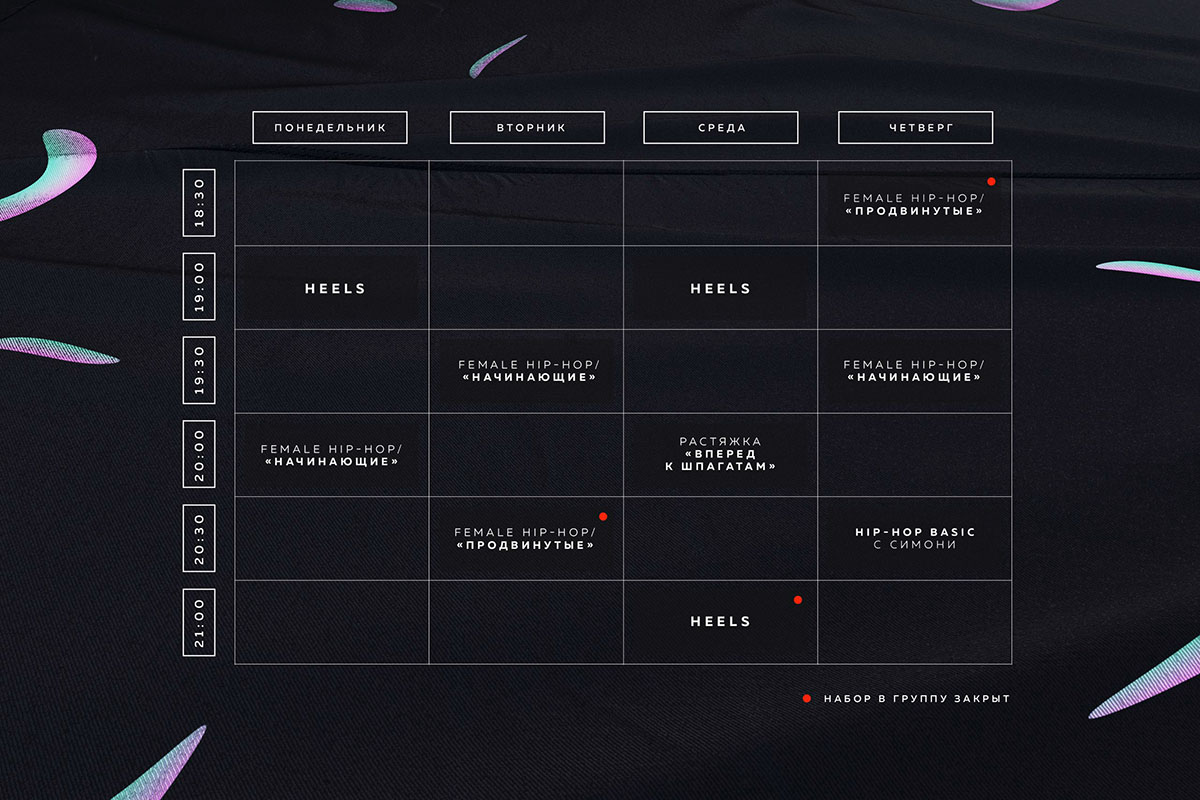 ПОНЕДЕЛЬНИК
ВТОРНИК
СРЕДА
ЧЕТВЕРГ
18:30
FEMALE HIP-HOP/
«ПРОДВИНУТЫЕ»
19:00
HEELS
HEELS
19:30
FEMALE HIP-HOP/
«НАЧИНАЮЩИЕ»
FEMALE HIP-HOP/
«НАЧИНАЮЩИЕ»
20:00
FEMALE HIP-HOP/
«НАЧИНАЮЩИЕ»
РАСТЯЖКА
«ВПЕРЕД
К ШПАГАТАМ»
20:30
FEMALE HIP-HOP/
«ПРОДВИНУТЫЕ»
HIP-HOP BASIC
С СИМОНИ
21:00
HEELS
НАБОР В ГРУППУ ЗАКРЫТ